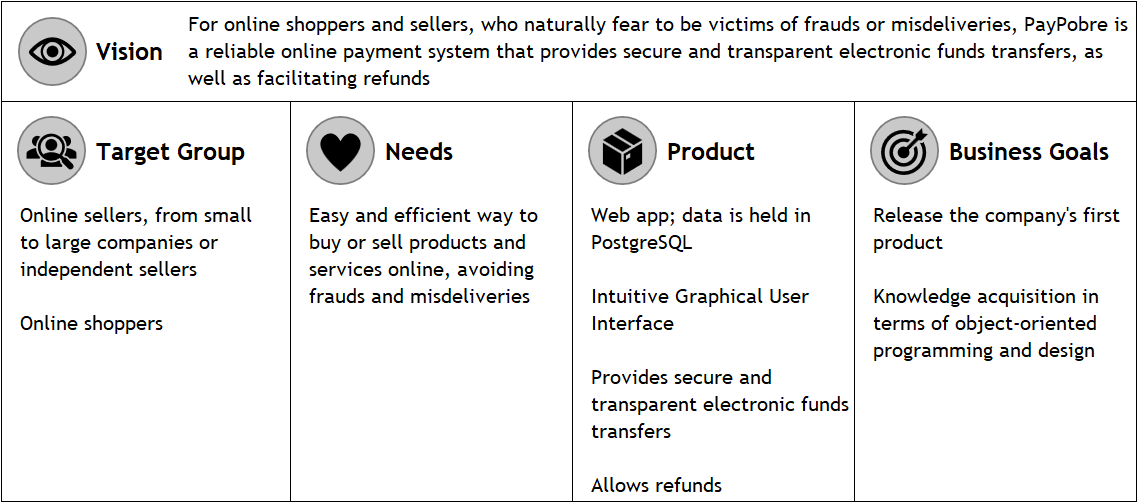 Vision
For online shoppers and sellers, who naturally fear to be victims of frauds or misdeliveries, PayPobre is
a reliable online payment system that provides secure and transparent electronic funds transfers, as
well as facilitating refunds
Target Group
Online sellers, from small
to large companies or
independent sellers
Online shoppers
Needs
Easy and efficient way to
buy or sell products and
services online, avoiding
frauds and misdeliveries
Product
Web app; data is held in
PostgreSQL
Intuitive Graphical User
Interface
Provides secure and
transparent electronic funds
transfers
Allows refunds
Business Goals
Release the company's first
product
Knowledge acquisition in
terms of object-oriented
programming and design